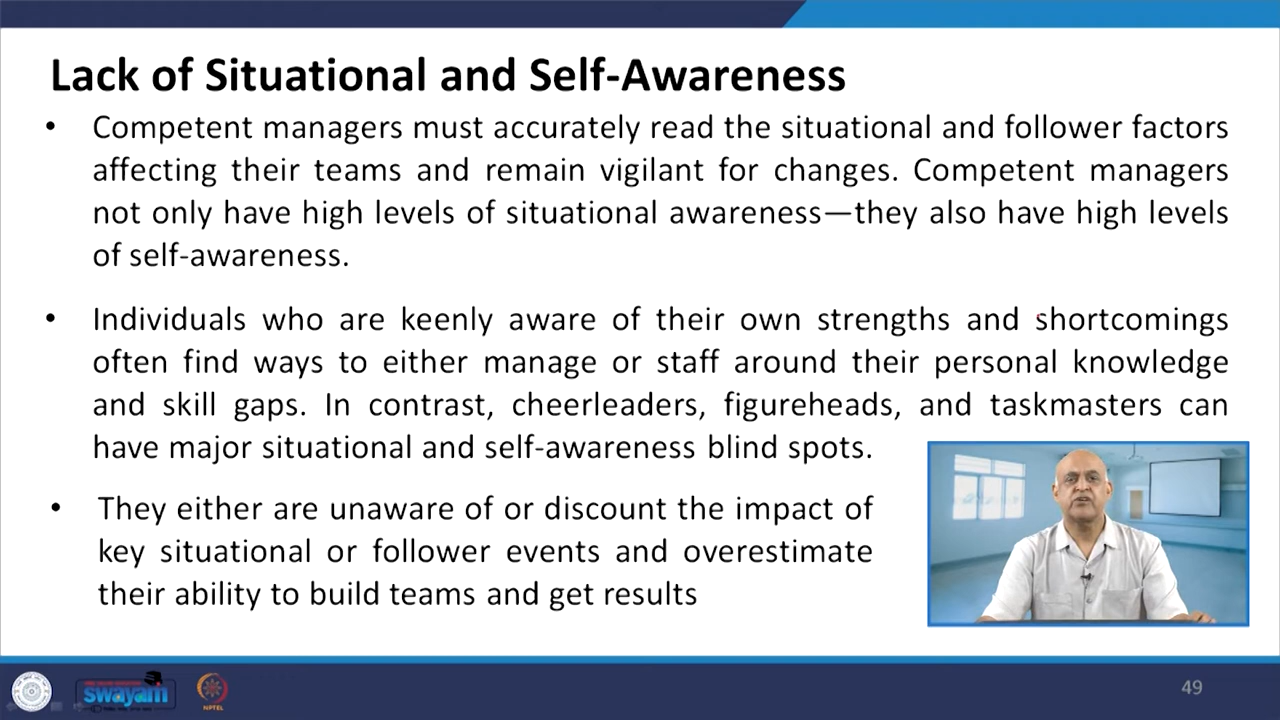 Lack of Situational and Self-Awareness
• Competent managers must accurately read the situational and follower factors
affecting their teams and remain vigilant for changes. Competent managers
not only have high levels of situational awareness—they also have high levels
of self-awareness.
• Individuals who are keenly aware of their own strengths and shortcomings
often find ways to either manage or staff around their personal knowledge
and skill gaps. In contrast, cheerleaders, figureheads, and taskmasters can
have major situational and self-awareness blind spots.
• They either are unaware of or discount the impact of
key situational or follower events and overestimate
their ability to build teams and get results
swayam
NPTEL
49